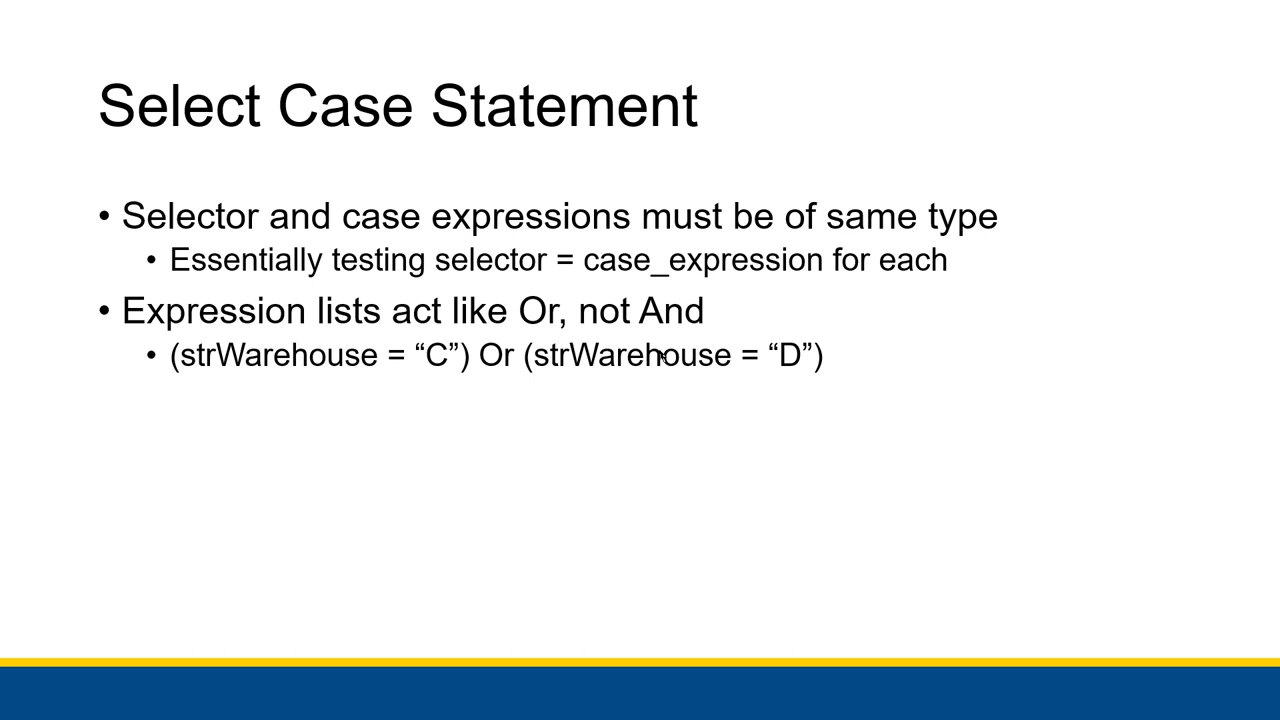 Select Case Statement
• Selector and case expressions must be of same type
• Essentially testing selector = case_expression for each
• Expression lists act like Or, not And
• (strWarehouse = “C”) Or (strWarehouse = “D”)